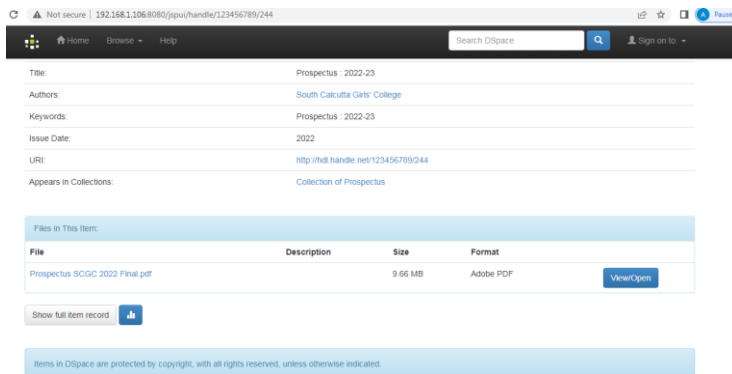 Not secure | 192.168.1.106:8080/jspui/handle/123456789/244
A Pause
Home Browse Help Search DSpace Sign on to:
Title: Prospectus : 2022-23
Authors: South Calcutta Girls' College
Keywords: Prospectus : 2022-23
Issue Date: 2022
URI: http://hdl.handle.net/123456789/244
Appears in Collections: Collection of Prospectus
Files in This Item:
File Description Size Format
Prospectus SCGC 2022 Final.pdf 9.66 MB Adobe PDF View/Open
Show full item record
Items in DSpace are protected by copyright, with all rights reserved, unless otherwise indicated.